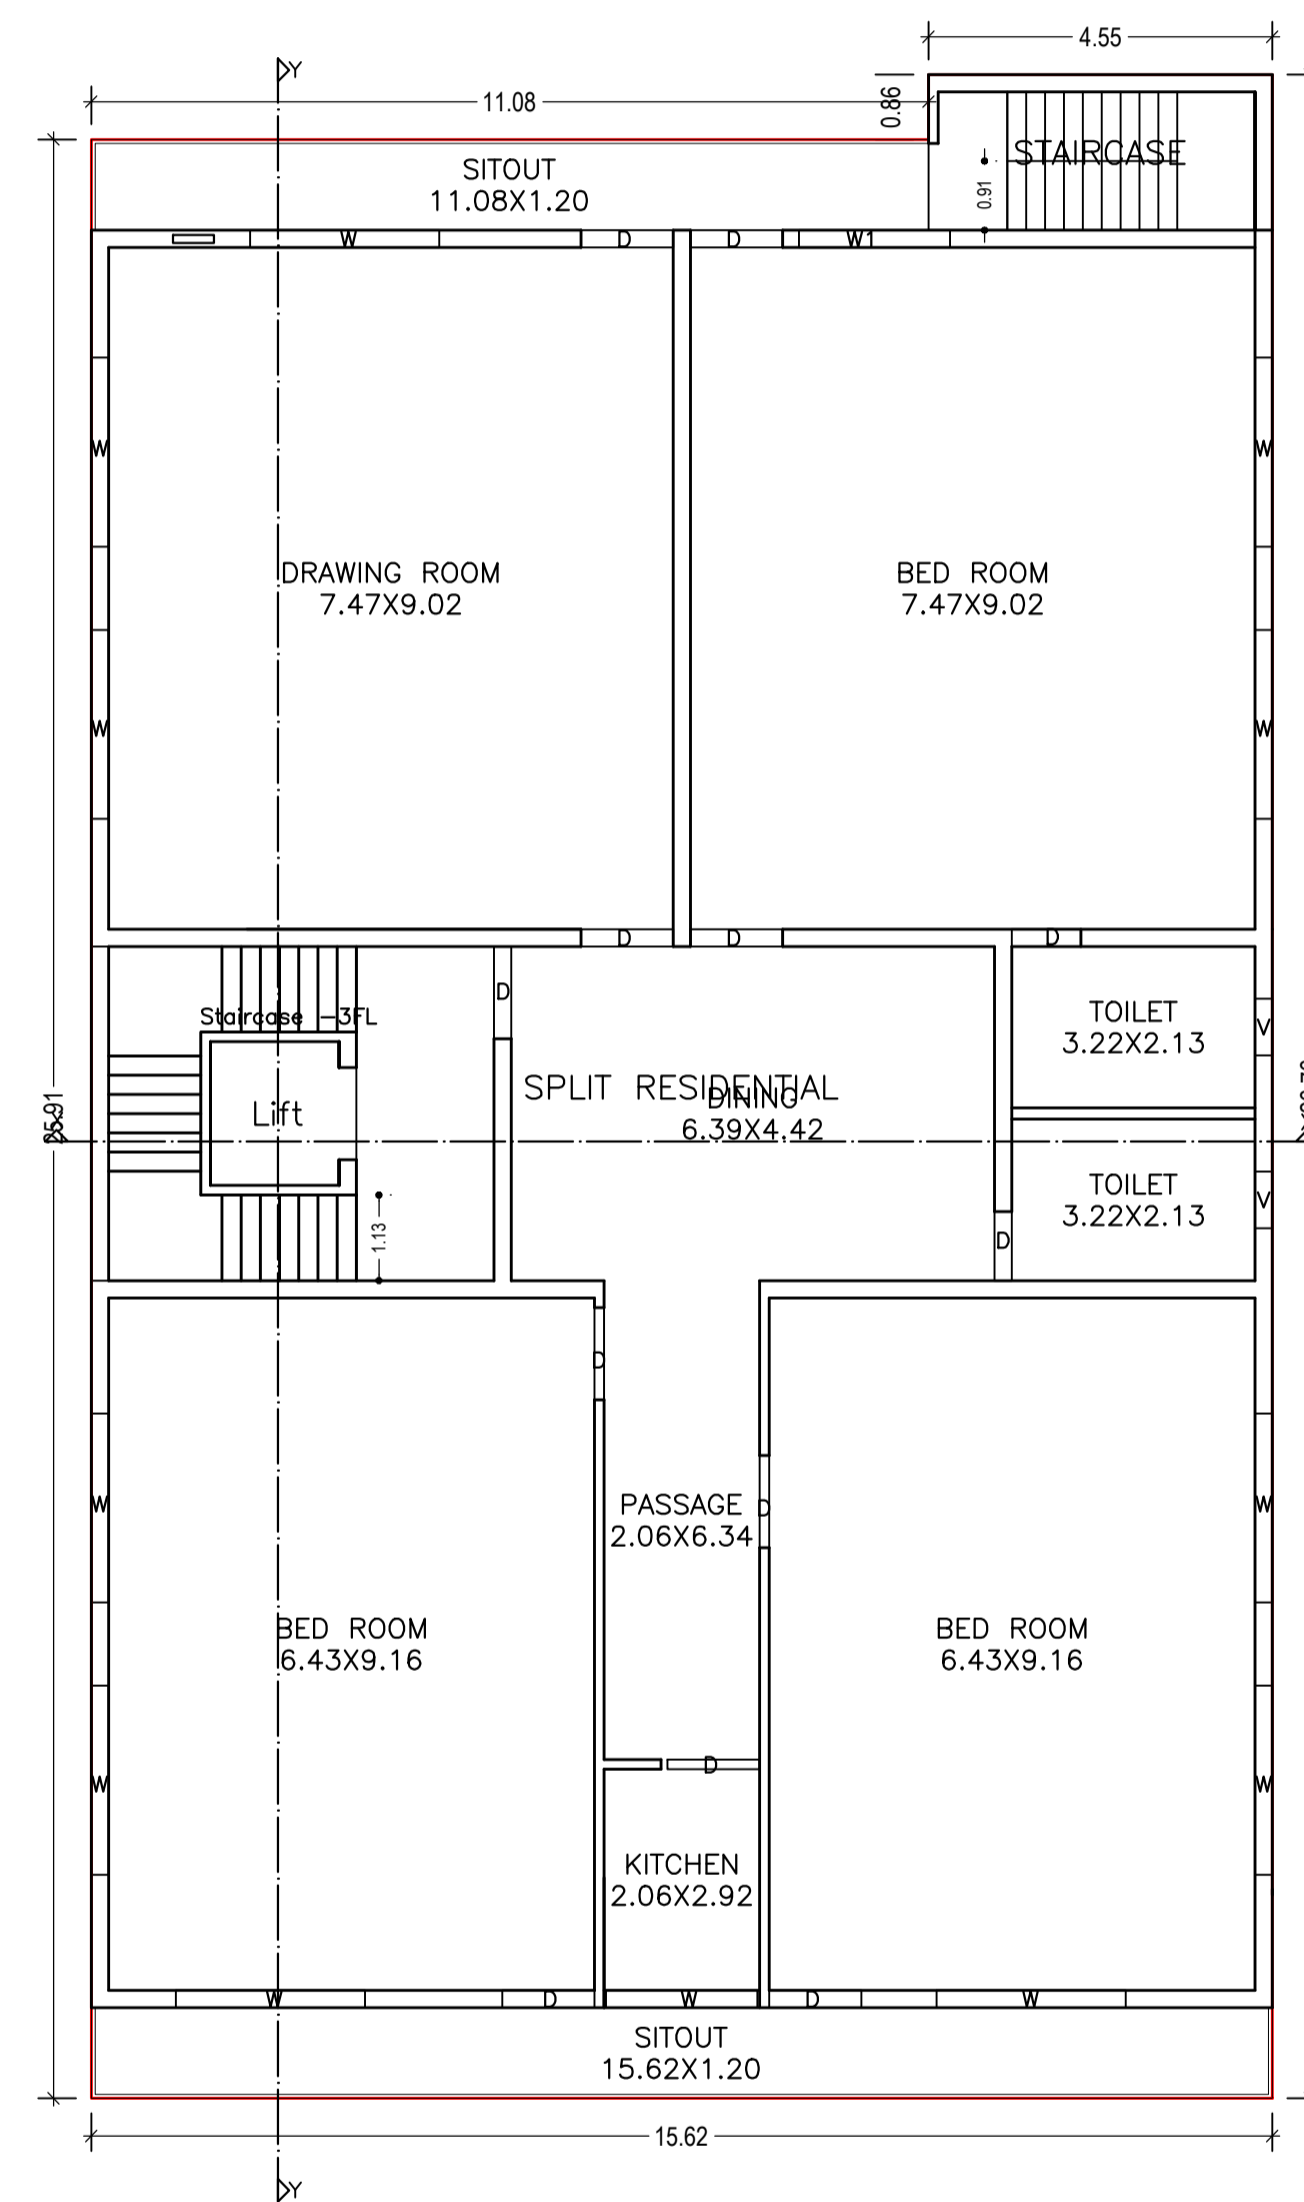 4.55
Y
11.08
0.86
STAIRCASE
0.91
SITOUT
11.08X1.20
W
D
D
W1
W
W
DRAWING ROOM
7.47X9.02
BED ROOM
7.47X9.02
W
W
D
D
D
D
Staircase -3FL
Lift
TOILET
3.22X2.13
V
SPLIT RESIDENTIAL
DINING
6.39X4.42
25.91
TOILET
3.22X2.13
V
1.13
D
D
PASSAGE
2.06X6.34
D
W
W
BED ROOM
6.43X9.16
BED ROOM
6.43X9.16
D
W
W
KITCHEN
2.06X2.92
W
D
W
D
W
SITOUT
15.62X1.20
15.62
Y